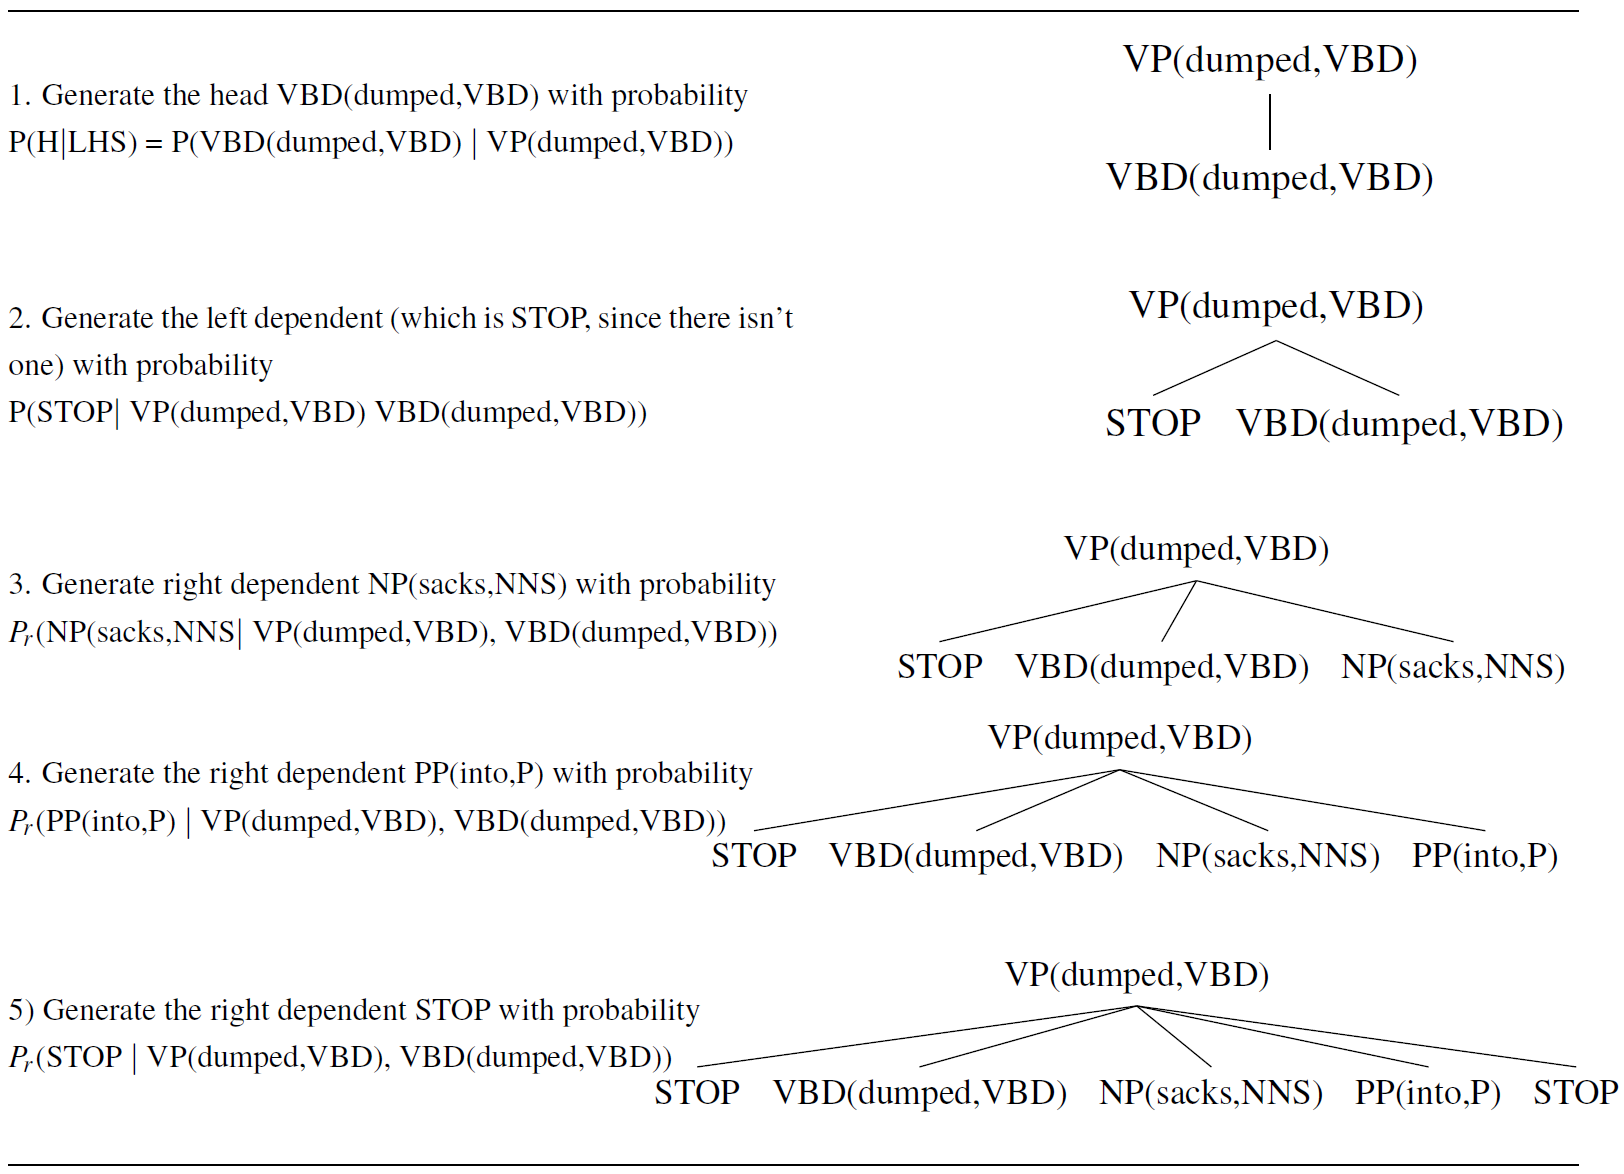 VP(dumped,VBD)
1. Generate the head VBD(dumped,VBD) with probability
P(H|LHS) = P(VBD(dumped,VBD) | VP(dumped,VBD))
VBD(dumped,VBD)
VP(dumped,VBD)
2. Generate the left dependent (which is STOP, since there isn't
one) with probability
P(STOP| VP(dumped,VBD) VBD(dumped,VBD))
STOP VBD(dumped,VBD)
VP(dumped,VBD)
3. Generate right dependent NP(sacks,NNS) with probability
Pr(NP(sacks,NNS| VP(dumped,VBD), VBD(dumped,VBD))
STOP VBD(dumped,VBD) NP(sacks,NNS)
VP(dumped,VBD)
4. Generate the right dependent PP(into,P) with probability
Pr(PP(into,P) | VP(dumped,VBD), VBD(dumped,VBD))
STOP VBD(dumped,VBD) NP(sacks,NNS) PP(into,P)
VP(dumped,VBD)
5) Generate the right dependent STOP with probability
Pr(STOP | VP(dumped,VBD), VBD(dumped,VBD))
STOP VBD(dumped,VBD) NP(sacks,NNS) PP(into,P) STOP